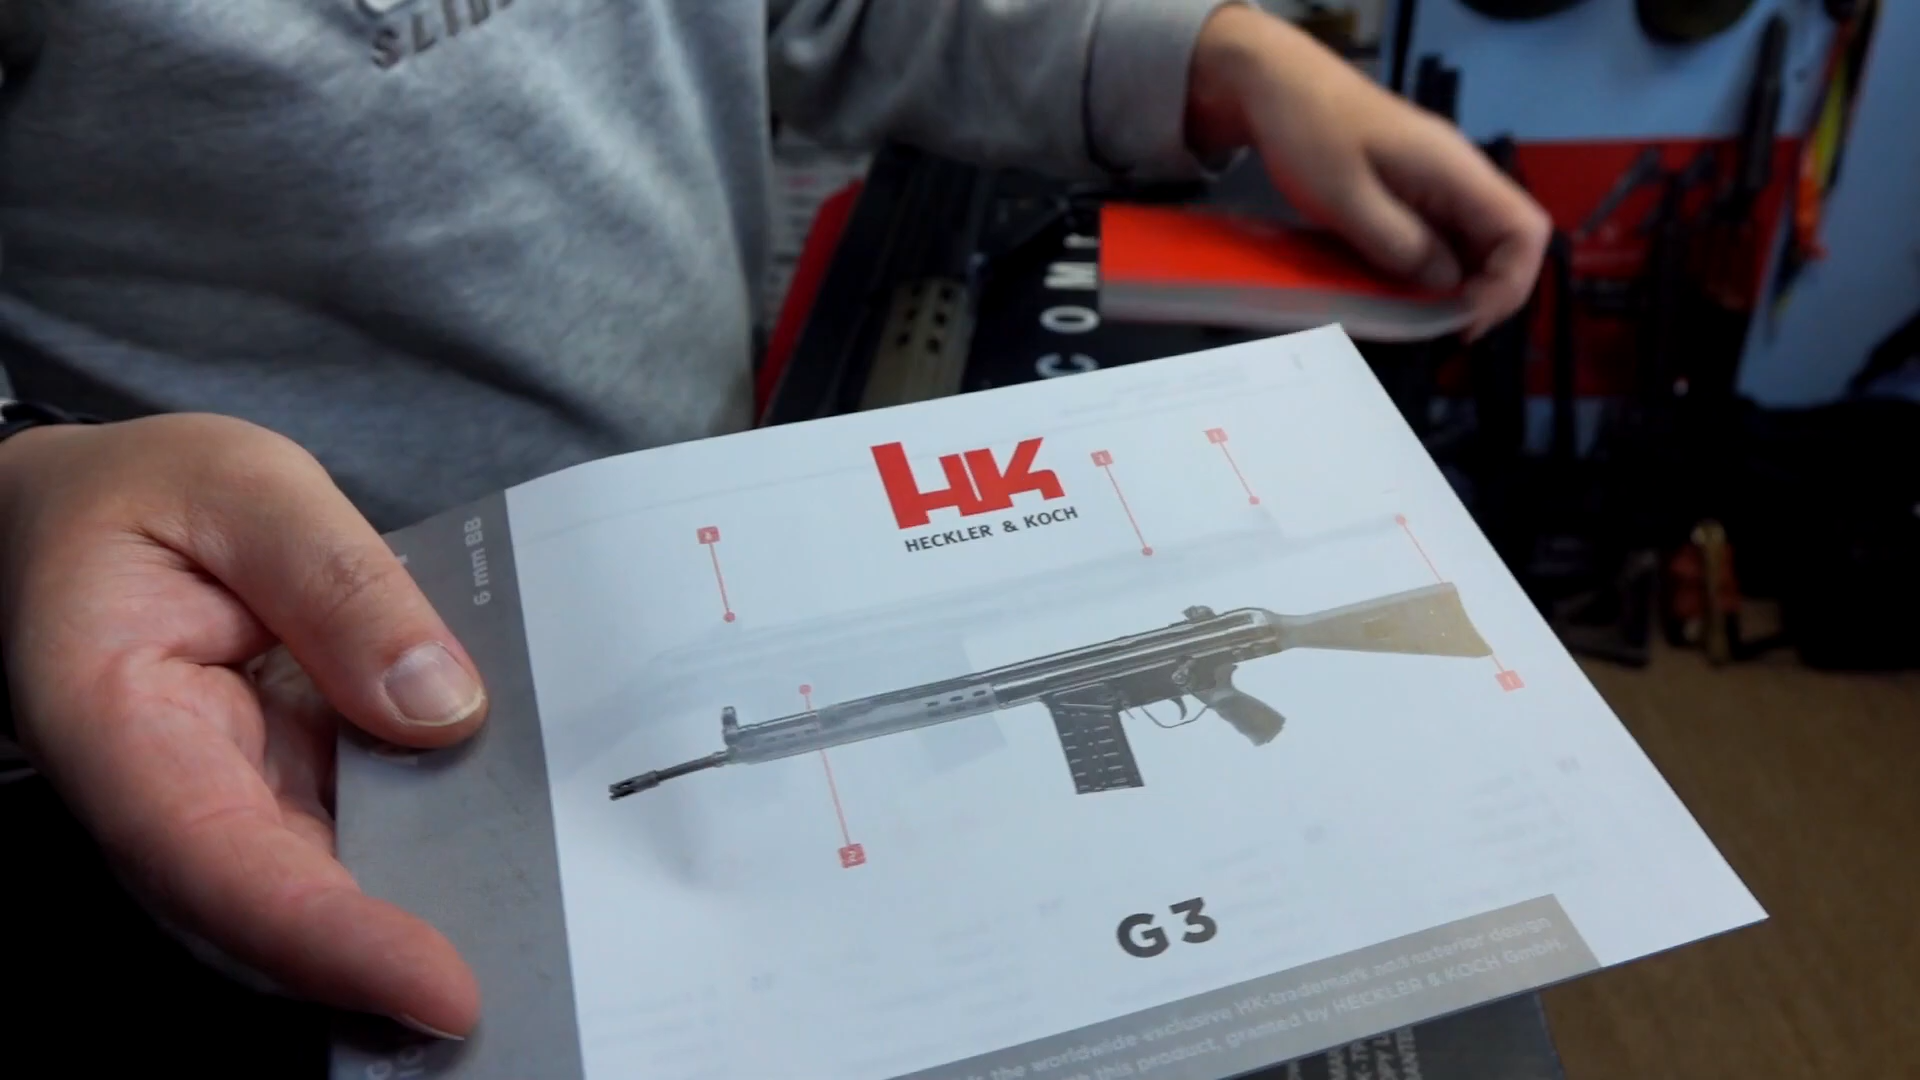 SLID
COM
6 mm BB
HK
HECKLER & KOCH
G3
the worldwide exclusive HK-trademark and exterior design
this product, granted by HECKLER & KOCH GmbH.